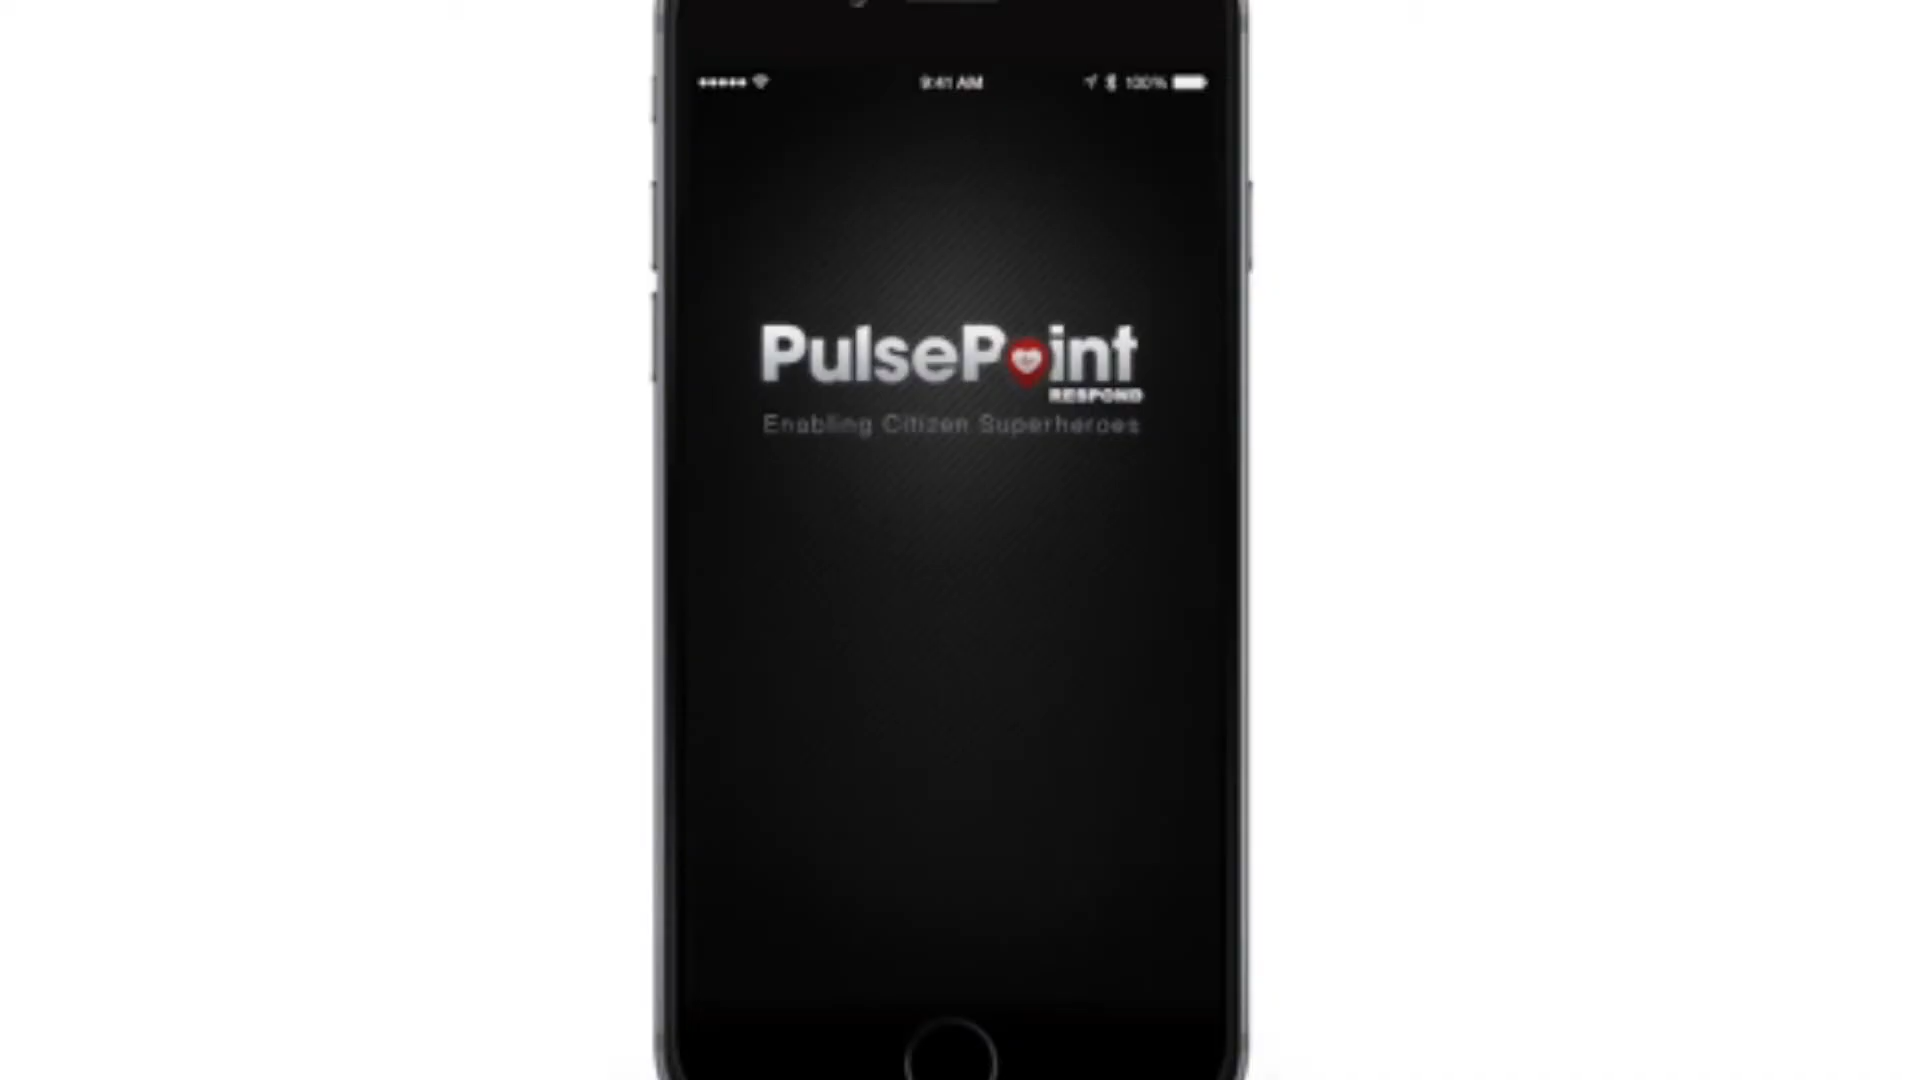 9:41 AM
100%
PulsePoint
RESPOND
Enabling Citizen Superheroes